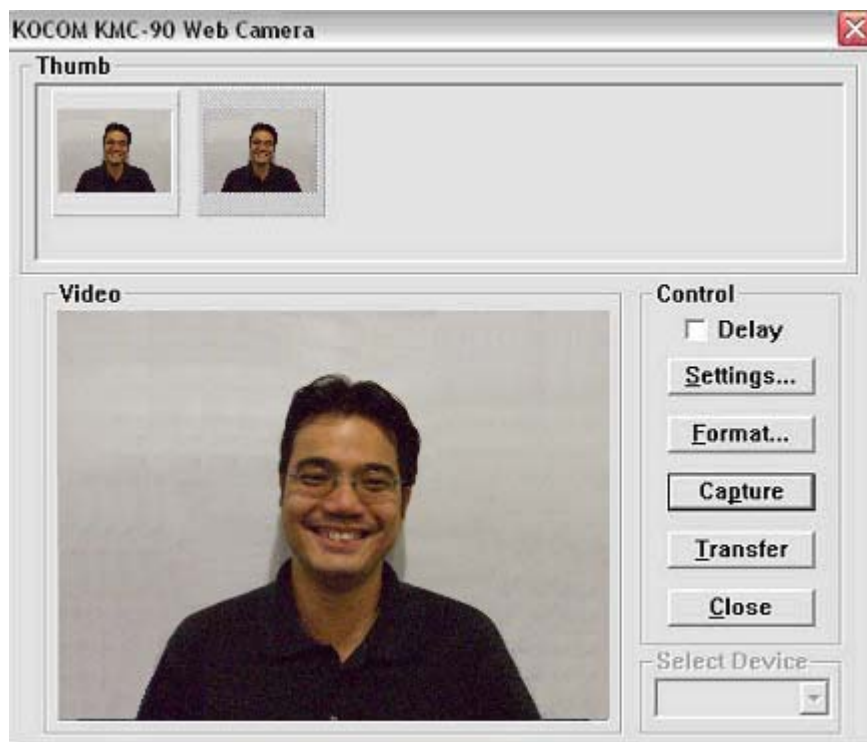 KOCOM KMC-90 Web Camera
Thumb
Video
Control
Delay
Settings...
Format...
Capture
Transfer
Close
Select Device